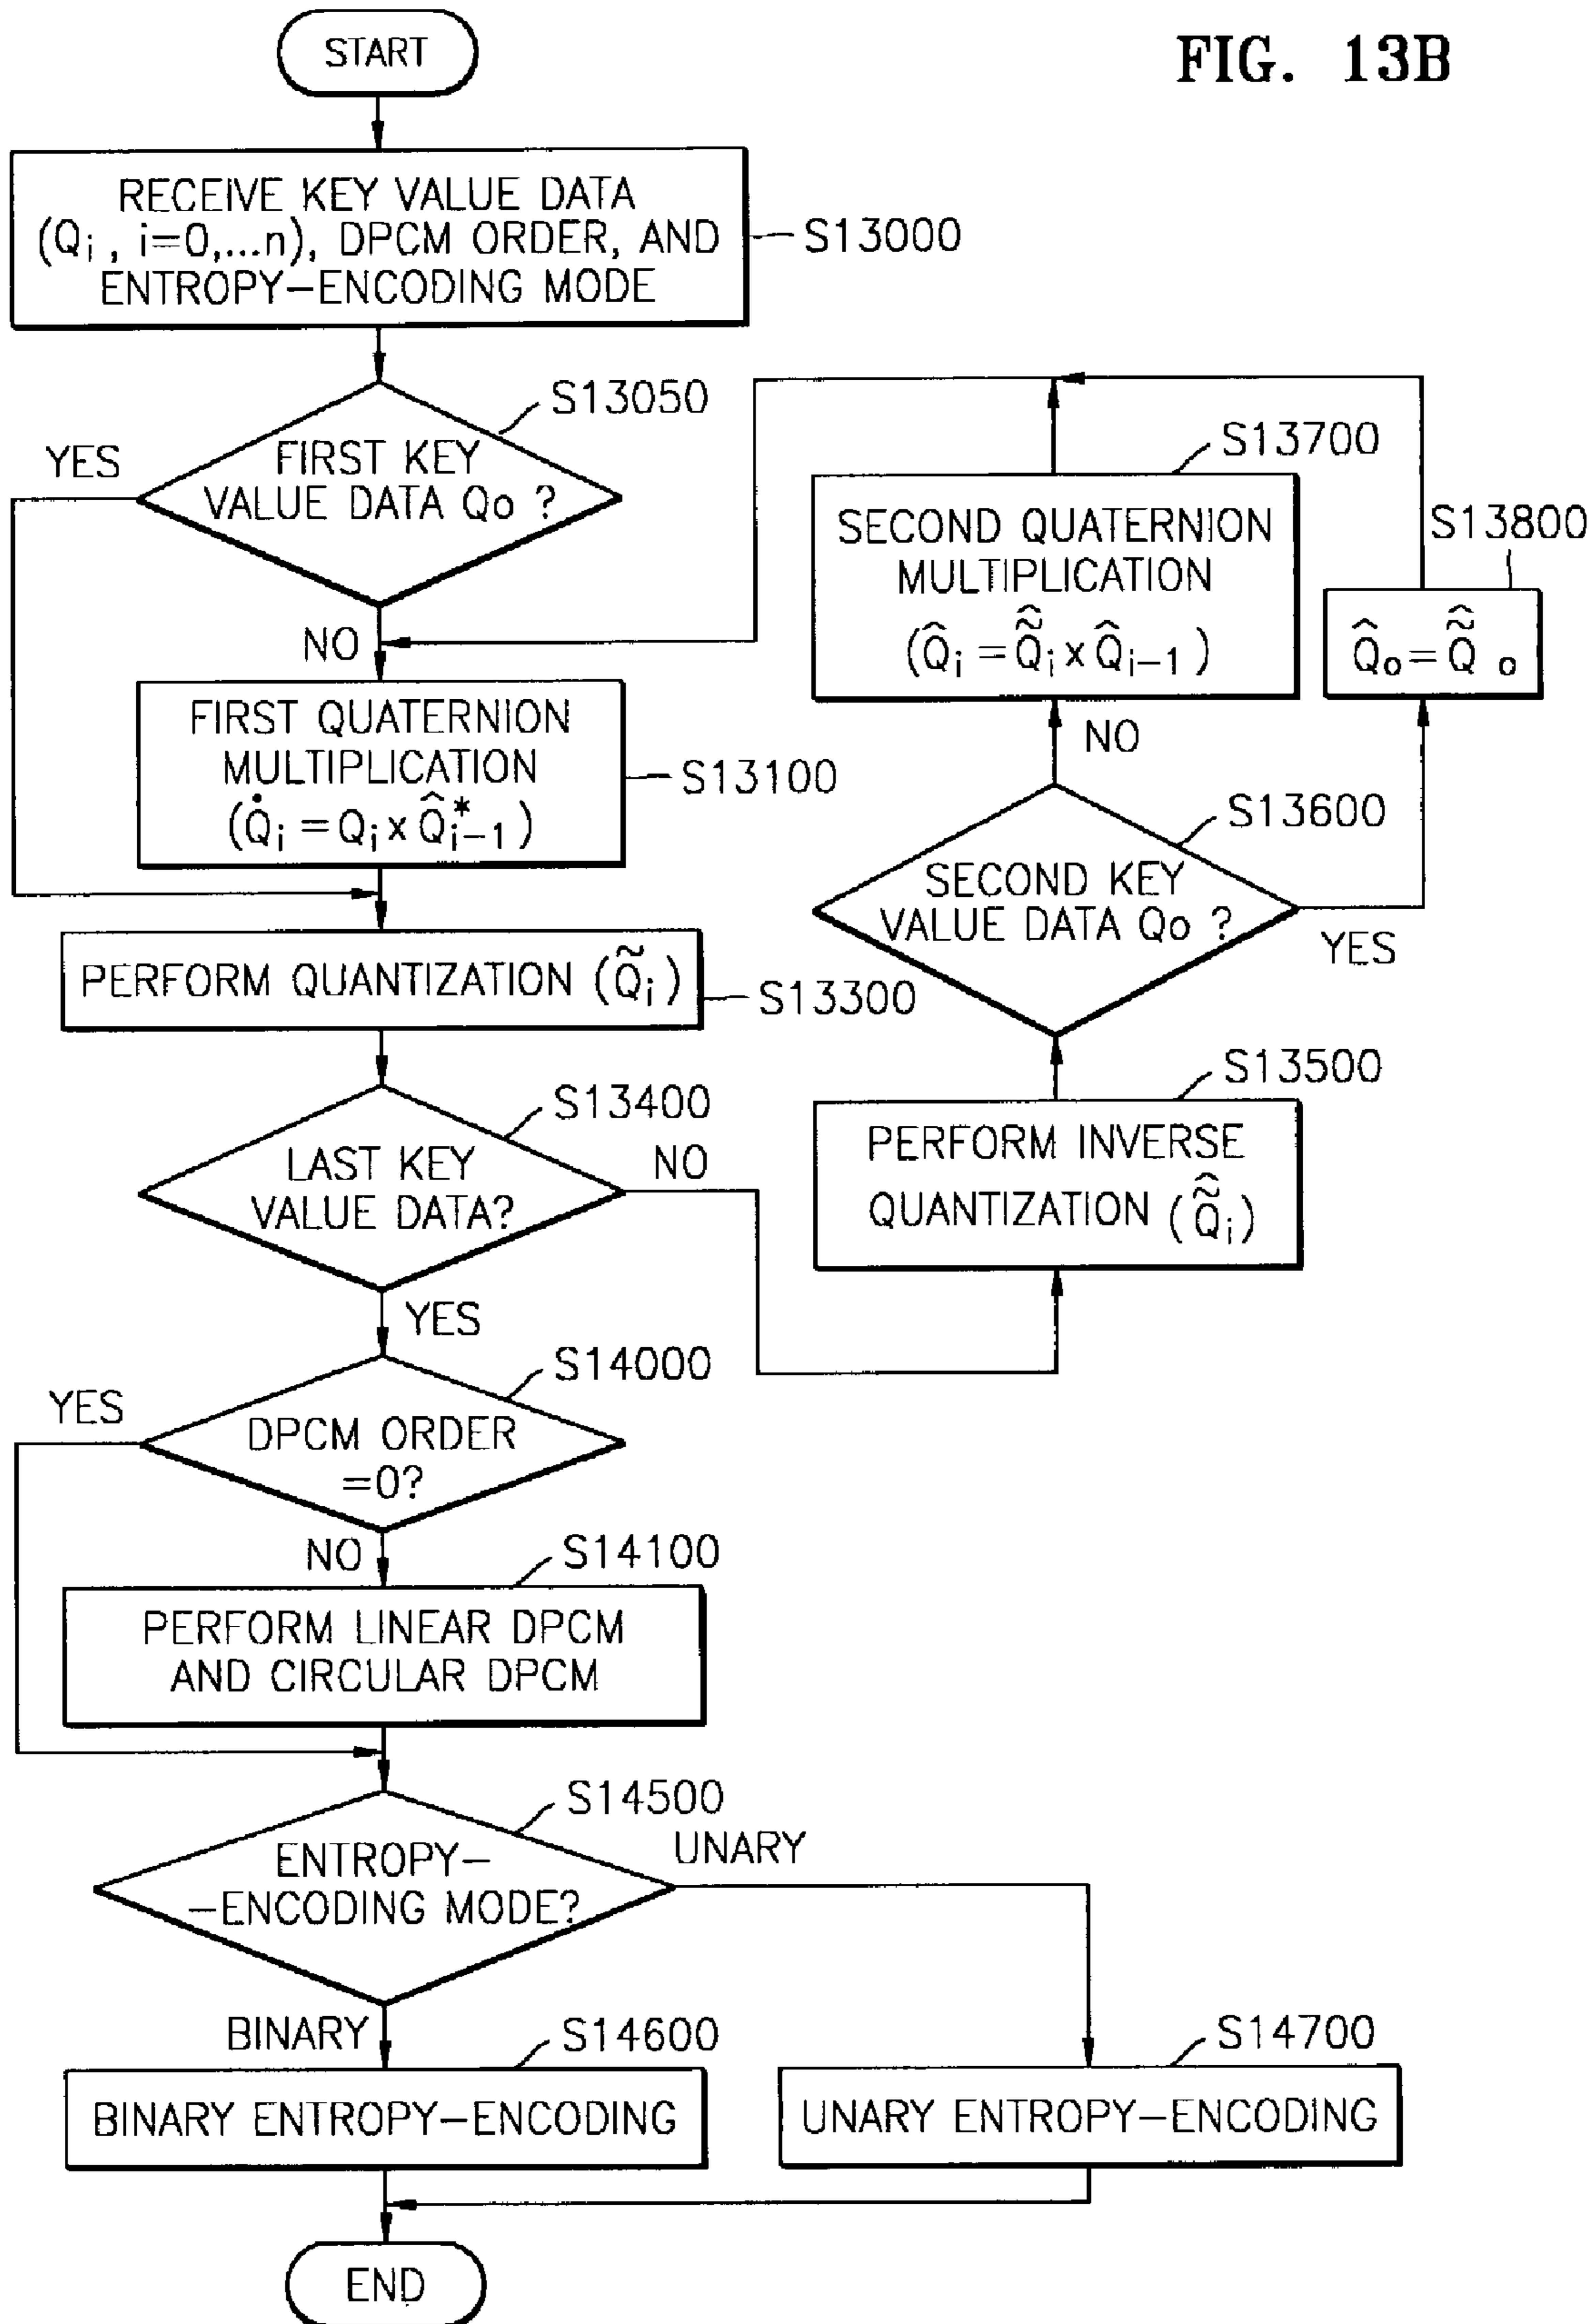 FIG. 13B
START
RECEIVE KEY VALUE DATA
(Qi , i=0,...n), DPCM ORDER, AND
ENTROPY-ENCODING MODE
S13000
S13050
YES
FIRST KEY
VALUE DATA Qo ?
NO
FIRST QUATERNION
MULTIPLICATION
(Q̇i = Qi x Q̂*i-1)
S13100
PERFORM QUANTIZATION (Q̃i)
S13300
S13400
LAST KEY
VALUE DATA?
NO
YES
S13500
PERFORM INVERSE
QUANTIZATION (Q̃̂i)
S13600
SECOND KEY
VALUE DATA Qo ?
YES
NO
S13700
SECOND QUATERNION
MULTIPLICATION
(Q̂i = Q̃̂i x Q̂i-1)
S13800
Q̂o = Q̃̂o
S14000
YES
DPCM ORDER
=0?
NO
S14100
PERFORM LINEAR DPCM
AND CIRCULAR DPCM
S14500
ENTROPY-
-ENCODING MODE?
UNARY
BINARY
S14600
BINARY ENTROPY-ENCODING
S14700
UNARY ENTROPY-ENCODING
END